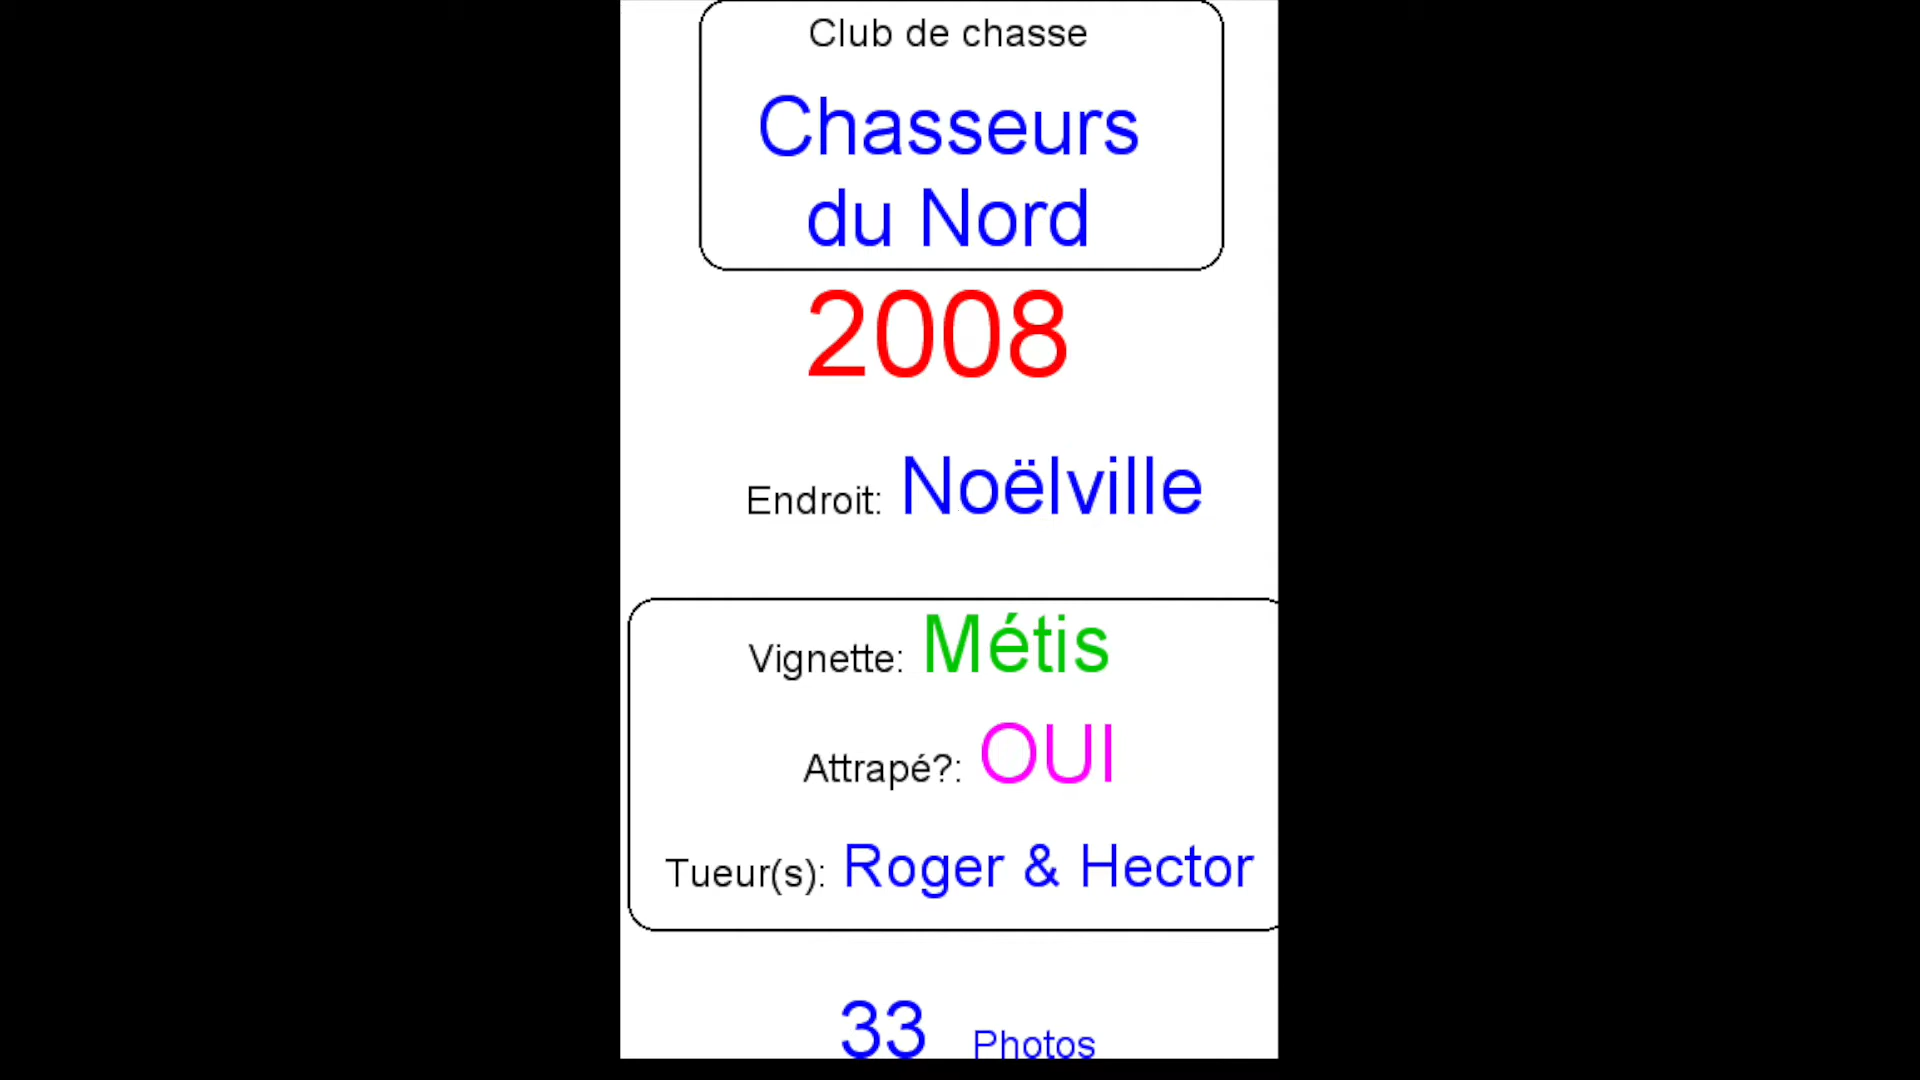 Club de chasse
Chasseurs
du Nord
2008
Endroit: Noëlville
Vignette: Métis
Attrapé?: OUI
Tueur(s): Roger & Hector
33 Photos